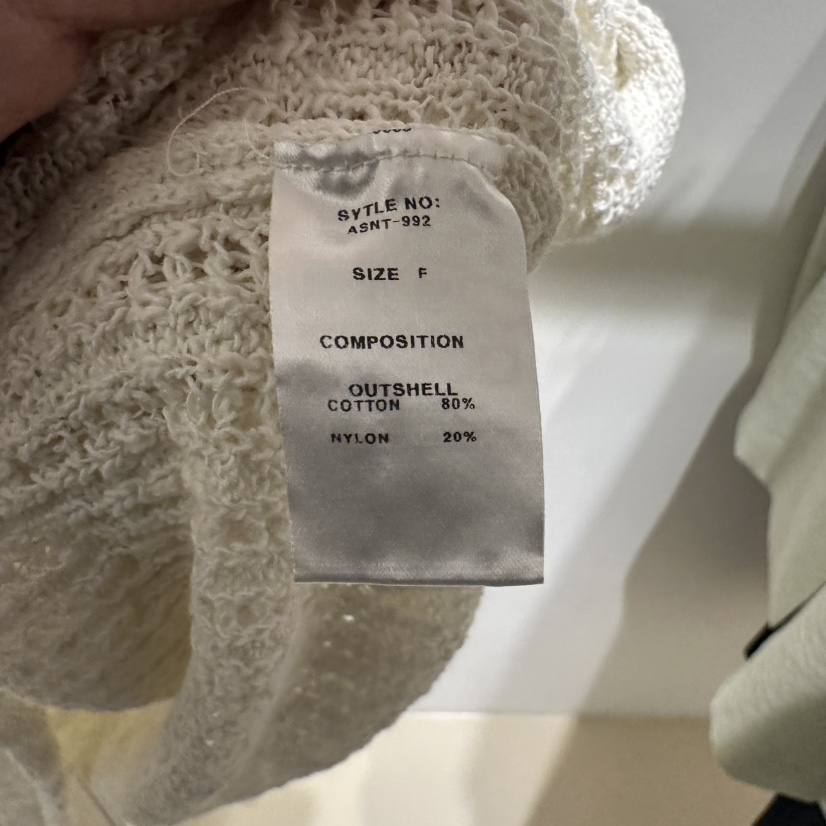 SYTLE NO:
ASNT-992
SIZE F
COMPOSITION
OUTSHELL
COTTON 80%
NYLON 20%